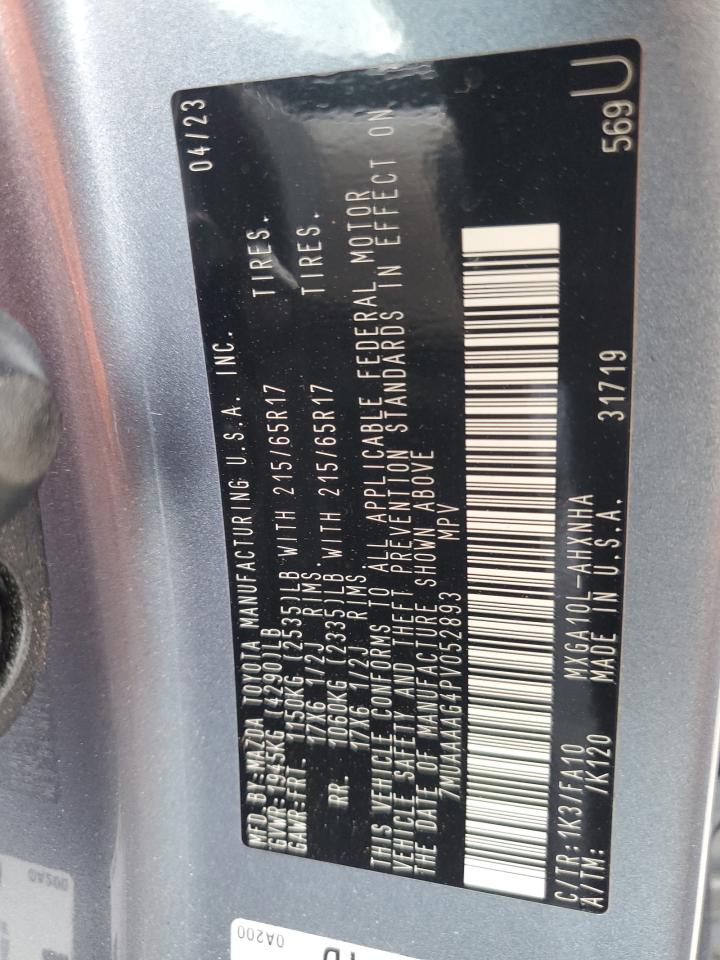 MFD.BY:MAZDA TOYOTA MANUFACTURING U.S.A. INC. 04/23
GVWR:1945KG (4290)LB
GAWR:FRT. 1150KG (2535)LB WITH 215/65R17 TIRES.
17X6 1/2J RIMS.
RR. 1060KG (2335)LB WITH 215/65R17 TIRES.
17X6 1/2J RIMS.
THIS VEHICLE CONFORMS TO ALL APPLICABLE FEDERAL MOTOR
VEHICLE SAFETY AND THEFT PREVENTION STANDARDS IN EFFECT ON
THE DATE OF MANUFACTURE SHOWN ABOVE
7MUAAAAG4PV052893 MPV
C/TR:1K3/FA10 MXGA10L-AHXNHA 31719 569 U
A/TM: /K120 MADE IN U.S.A.
0A200
0A200